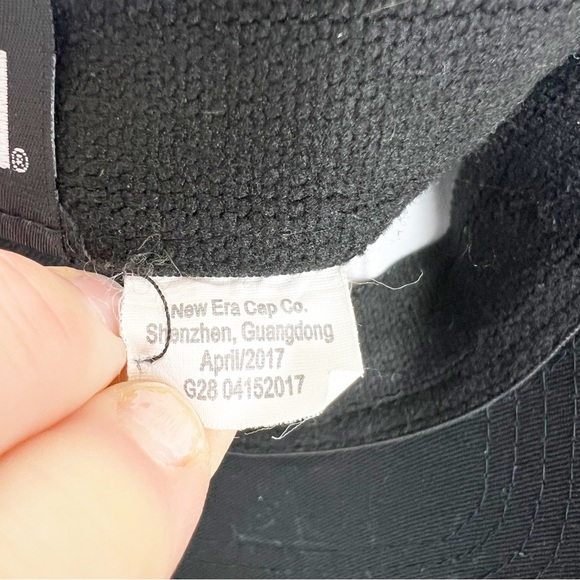 New Era Cap Co.
Shenzhen, Guangdong
April/2017
G28 04152017
®